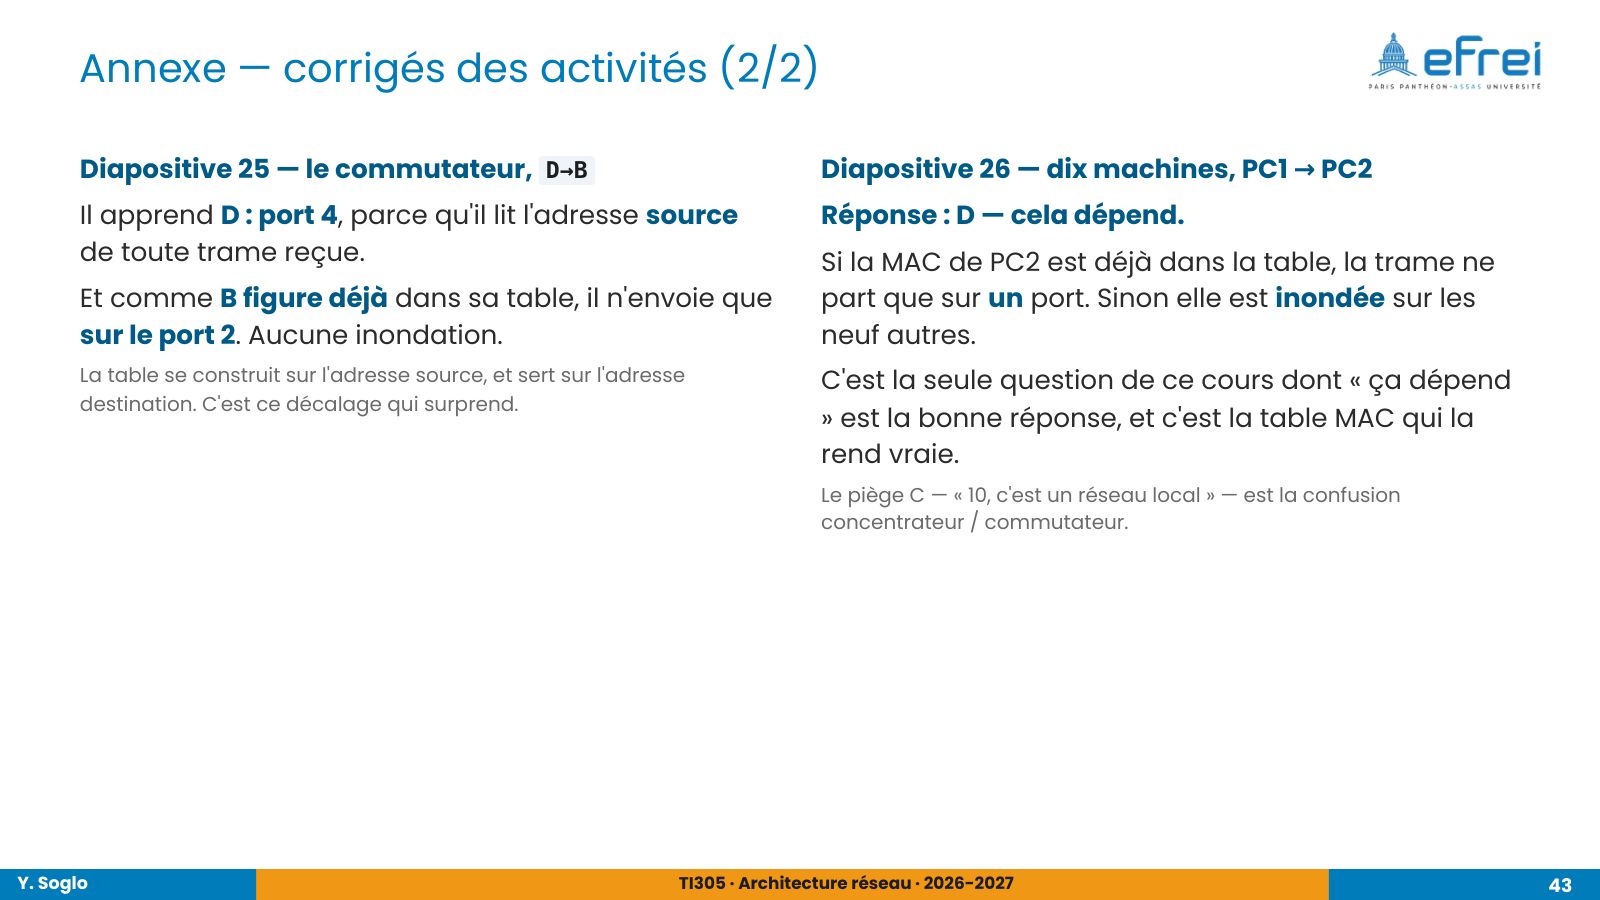 Annexe — corrigés des activités (2/2)
efrei
PARIS PANTHÉON-ASSAS UNIVERSITÉ
Diapositive 25 — le commutateur, D→B
Il apprend D : port 4, parce qu'il lit l'adresse source
de toute trame reçue.
Et comme B figure déjà dans sa table, il n'envoie que
sur le port 2. Aucune inondation.
La table se construit sur l'adresse source, et sert sur l'adresse
destination. C'est ce décalage qui surprend.
Diapositive 26 — dix machines, PC1 → PC2
Réponse : D — cela dépend.
Si la MAC de PC2 est déjà dans la table, la trame ne
part que sur un port. Sinon elle est inondée sur les
neuf autres.
C'est la seule question de ce cours dont « ça dépend
» est la bonne réponse, et c'est la table MAC qui la
rend vraie.
Le piège C — « 10, c'est un réseau local » — est la confusion
concentrateur / commutateur.
Y. Soglo
TI305 · Architecture réseau · 2026-2027
43